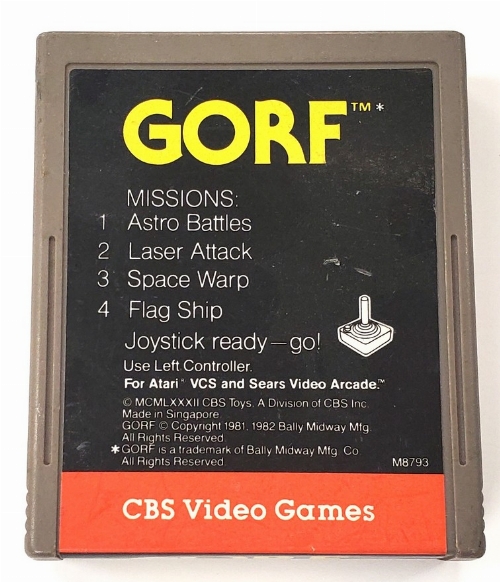 GORF™*
MISSIONS:
1 Astro Battles
2 Laser Attack
3 Space Warp
4 Flag Ship
Joystick ready—go!
Use Left Controller.
For Atari® VCS and Sears Video Arcade.™
© MCMLXXXII CBS Toys. A Division of CBS Inc.
Made in Singapore.
GORF © Copyright 1981, 1982 Bally Midway Mfg.
All Rights Reserved.
*GORF is a trademark of Bally Midway Mfg. Co.
All Rights Reserved. M8793
CBS Video Games